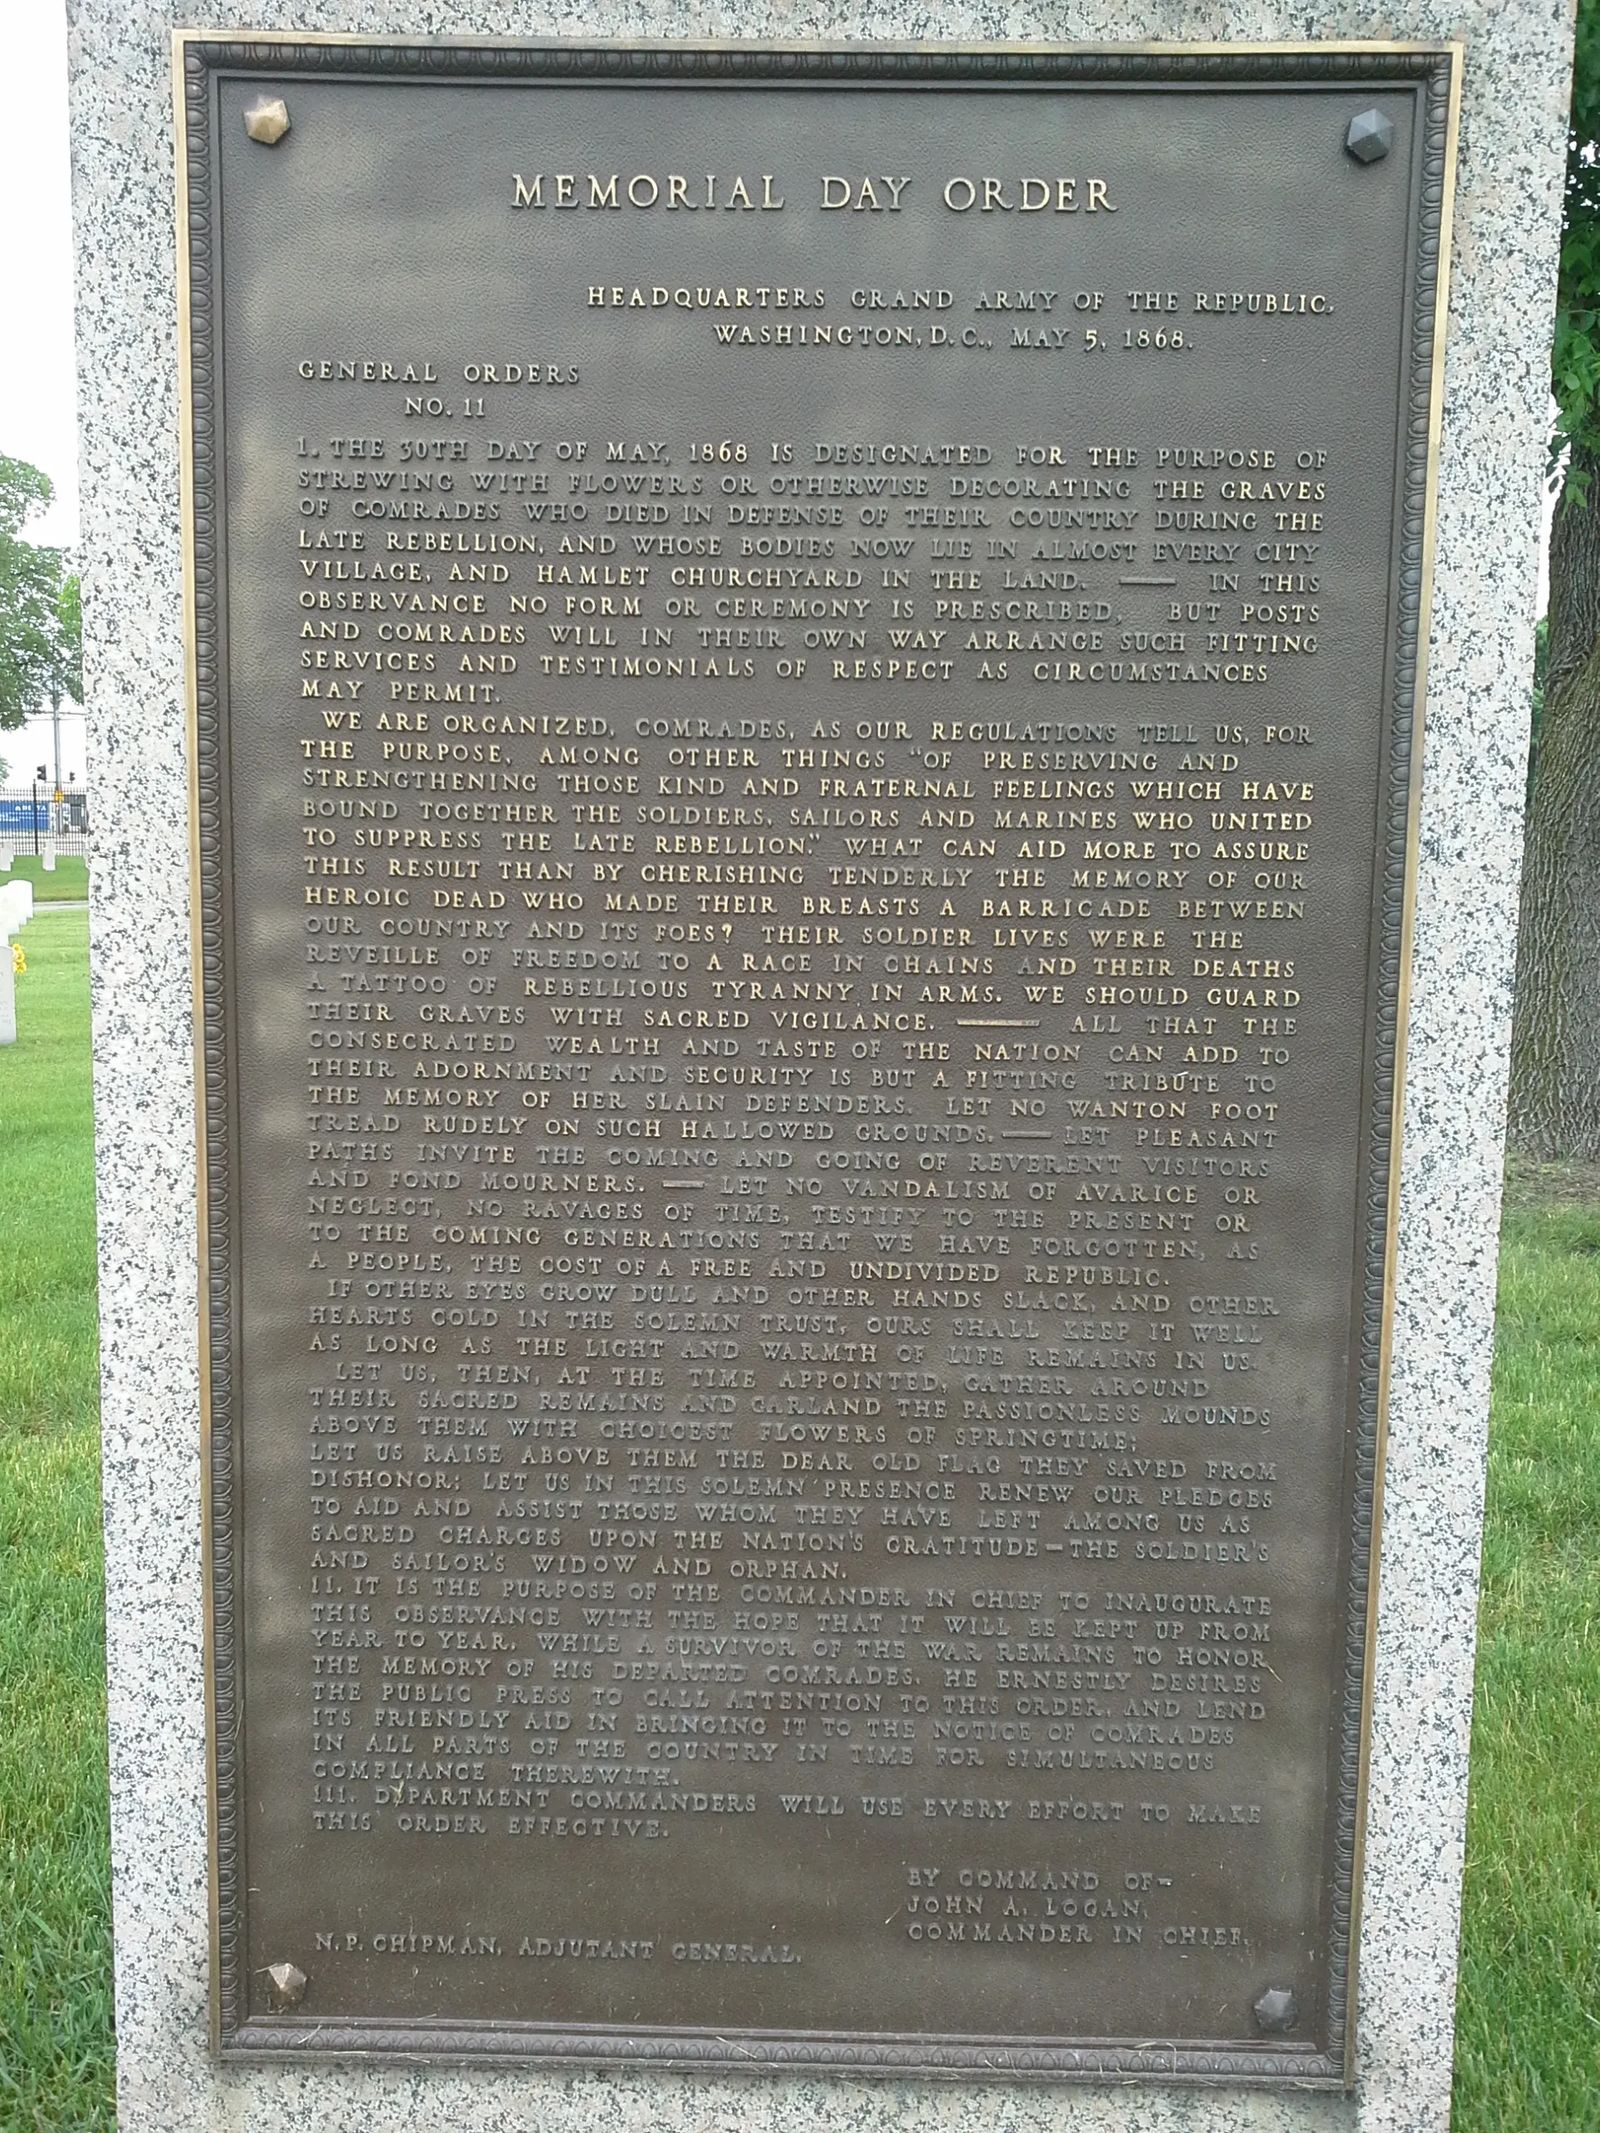 MEMORIAL DAY ORDER
HEADQUARTERS GRAND ARMY OF THE REPUBLIC,
WASHINGTON, D.C., MAY 5, 1868.
GENERAL ORDERS
NO. 11
1. THE 30TH DAY OF MAY, 1868 IS DESIGNATED FOR THE PURPOSE OF
STREWING WITH FLOWERS OR OTHERWISE DECORATING THE GRAVES
OF COMRADES WHO DIED IN DEFENSE OF THEIR COUNTRY DURING THE
LATE REBELLION, AND WHOSE BODIES NOW LIE IN ALMOST EVERY CITY
VILLAGE, AND HAMLET CHURCHYARD IN THE LAND. — IN THIS
OBSERVANCE NO FORM OR CEREMONY IS PRESCRIBED, BUT POSTS
AND COMRADES WILL IN THEIR OWN WAY ARRANGE SUCH FITTING
SERVICES AND TESTIMONIALS OF RESPECT AS CIRCUMSTANCES
MAY PERMIT.
WE ARE ORGANIZED, COMRADES, AS OUR REGULATIONS TELL US, FOR
THE PURPOSE, AMONG OTHER THINGS "OF PRESERVING AND
STRENGTHENING THOSE KIND AND FRATERNAL FEELINGS WHICH HAVE
BOUND TOGETHER THE SOLDIERS, SAILORS AND MARINES WHO UNITED
TO SUPPRESS THE LATE REBELLION." WHAT CAN AID MORE TO ASSURE
THIS RESULT THAN BY CHERISHING TENDERLY THE MEMORY OF OUR
HEROIC DEAD WHO MADE THEIR BREASTS A BARRICADE BETWEEN
OUR COUNTRY AND ITS FOES? THEIR SOLDIER LIVES WERE THE
REVEILLE OF FREEDOM TO A RACE IN CHAINS AND THEIR DEATHS
A TATTOO OF REBELLIOUS TYRANNY IN ARMS. WE SHOULD GUARD
THEIR GRAVES WITH SACRED VIGILANCE. — ALL THAT THE
CONSECRATED WEALTH AND TASTE OF THE NATION CAN ADD TO
THEIR ADORNMENT AND SECURITY IS BUT A FITTING TRIBUTE TO
THE MEMORY OF HER SLAIN DEFENDERS. LET NO WANTON FOOT
TREAD RUDELY ON SUCH HALLOWED GROUNDS. — LET PLEASANT
PATHS INVITE THE COMING AND GOING OF REVERENT VISITORS
AND FOND MOURNERS. — LET NO VANDALISM OF AVARICE OR
NEGLECT, NO RAVAGES OF TIME, TESTIFY TO THE PRESENT OR
TO THE COMING GENERATIONS THAT WE HAVE FORGOTTEN, AS
A PEOPLE, THE COST OF A FREE AND UNDIVIDED REPUBLIC.
IF OTHER EYES GROW DULL AND OTHER HANDS SLACK, AND OTHER
HEARTS COLD IN THE SOLEMN TRUST, OURS SHALL KEEP IT WELL
AS LONG AS THE LIGHT AND WARMTH OF LIFE REMAINS IN US.
LET US, THEN, AT THE TIME APPOINTED, GATHER AROUND
THEIR SACRED REMAINS AND GARLAND THE PASSIONLESS MOUNDS
ABOVE THEM WITH CHOICEST FLOWERS OF SPRINGTIME;
LET US RAISE ABOVE THEM THE DEAR OLD FLAG THEY SAVED FROM
DISHONOR; LET US IN THIS SOLEMN PRESENCE RENEW OUR PLEDGES
TO AID AND ASSIST THOSE WHOM THEY HAVE LEFT AMONG US AS
SACRED CHARGES UPON THE NATION'S GRATITUDE—THE SOLDIER'S
AND SAILOR'S WIDOW AND ORPHAN.
11. IT IS THE PURPOSE OF THE COMMANDER IN CHIEF TO INAUGURATE
THIS OBSERVANCE WITH THE HOPE THAT IT WILL BE KEPT UP FROM
YEAR TO YEAR, WHILE A SURVIVOR OF THE WAR REMAINS TO HONOR
THE MEMORY OF HIS DEPARTED COMRADES. HE ERNESTLY DESIRES
THE PUBLIC PRESS TO CALL ATTENTION TO THIS ORDER, AND LEND
ITS FRIENDLY AID IN BRINGING IT TO THE NOTICE OF COMRADES
IN ALL PARTS OF THE COUNTRY IN TIME FOR SIMULTANEOUS
COMPLIANCE THEREWITH.
111. DEPARTMENT COMMANDERS WILL USE EVERY EFFORT TO MAKE
THIS ORDER EFFECTIVE.
BY COMMAND OF-
JOHN A. LOGAN,
COMMANDER IN CHIEF.
N.P. CHIPMAN, ADJUTANT GENERAL.